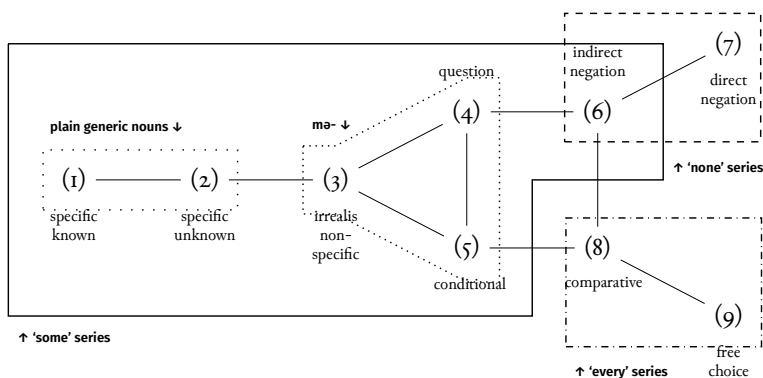 (7)
indirect
negation
direct
negation
question
(4)
(6)
plain generic nouns ↓
mə- ↓
↑ ‘none’ series
(1)
(2)
(3)
specific
known
specific
unknown
irrealis
non-
specific
(5)
(8)
conditional
comparative
(9)
↑ ‘some’ series
free
choice
↑ ‘every’ series